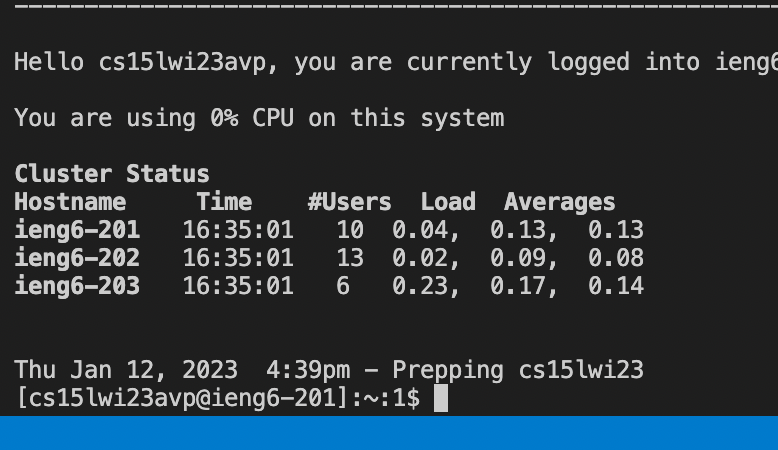 Hello cs15lwi23avp, you are currently logged into ieng6
You are using 0% CPU on this system
Cluster Status
Hostname     Time    #Users  Load  Averages
ieng6-201   16:35:01   10  0.04,  0.13,  0.13
ieng6-202   16:35:01   13  0.02,  0.09,  0.08
ieng6-203   16:35:01   6   0.23,  0.17,  0.14
Thu Jan 12, 2023  4:39pm - Prepping cs15lwi23
[cs15lwi23avp@ieng6-201]:~:1$